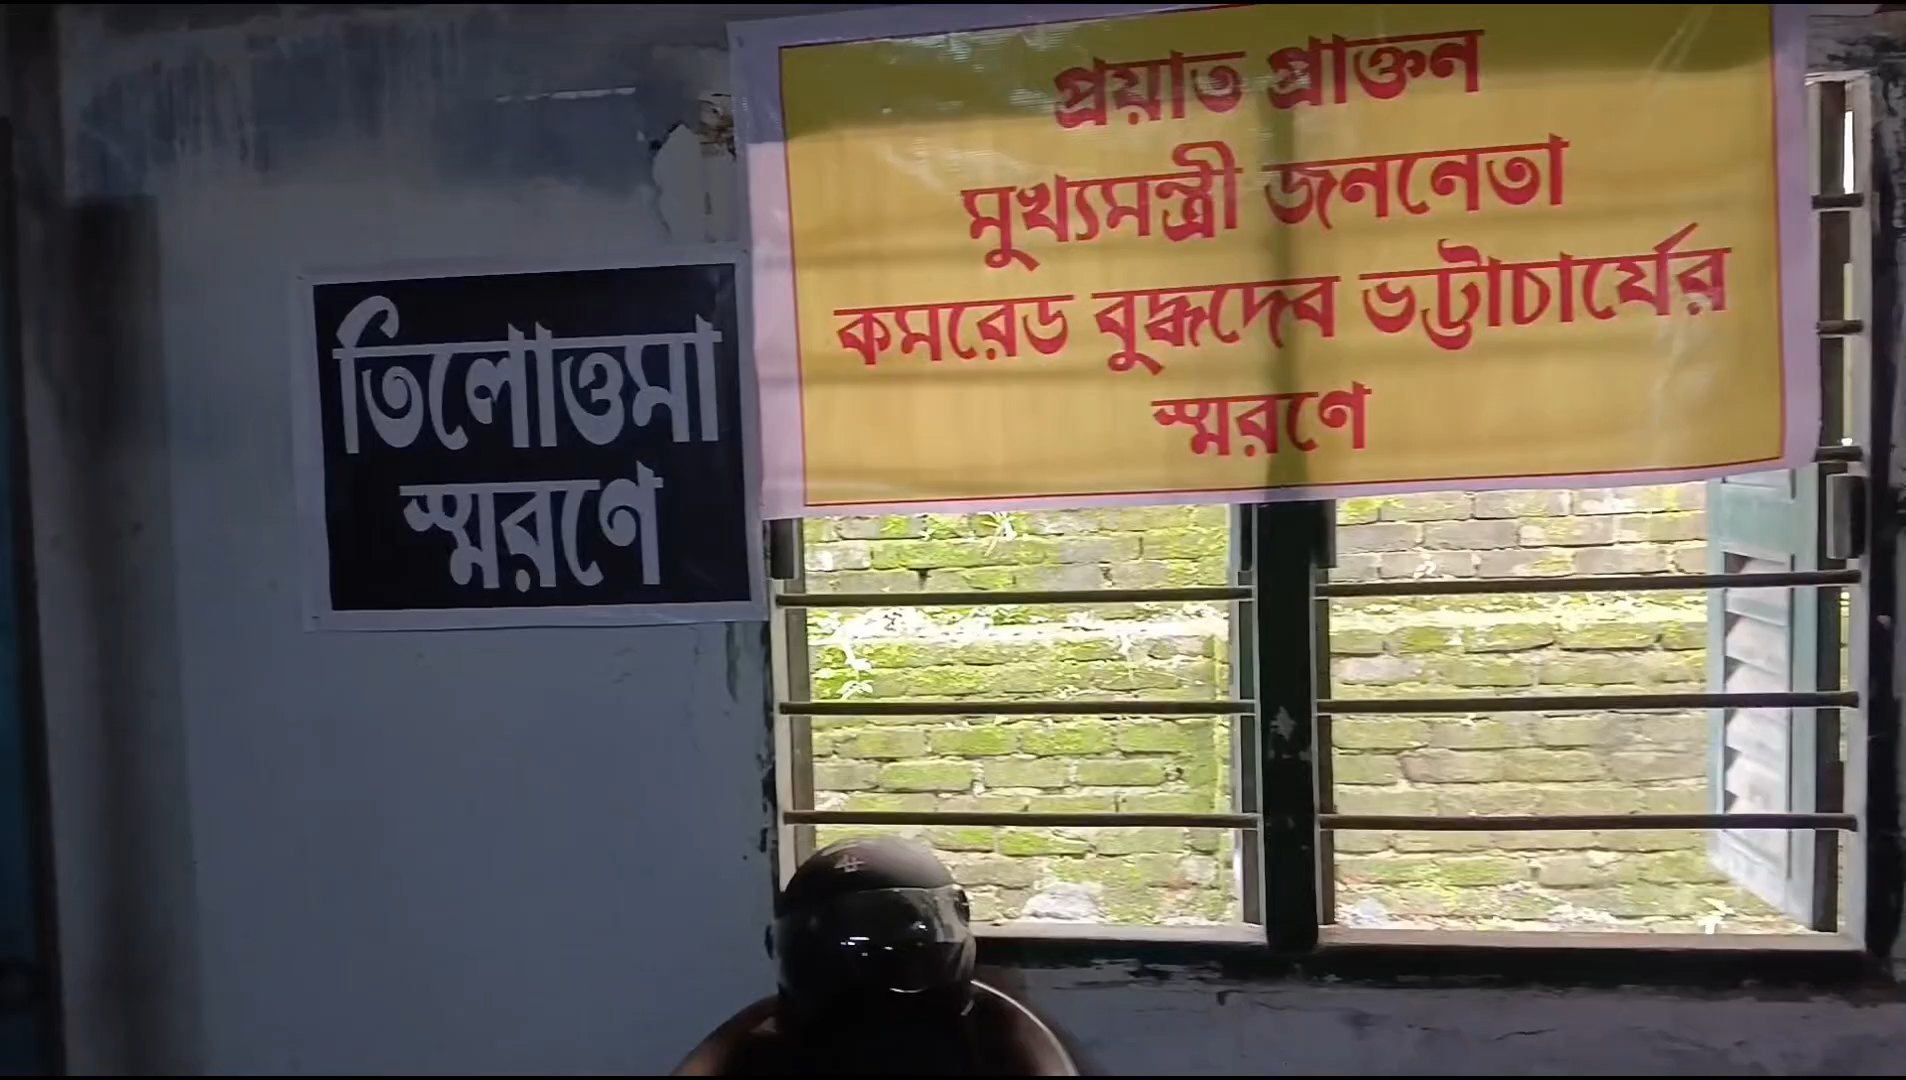 তিলোত্তমা
স্মরণে
প্রয়াত প্রাক্তন
মুখ্যমন্ত্রী জননেতা
কমরেড বুদ্ধদেব ভট্টাচার্যের
স্মরণে